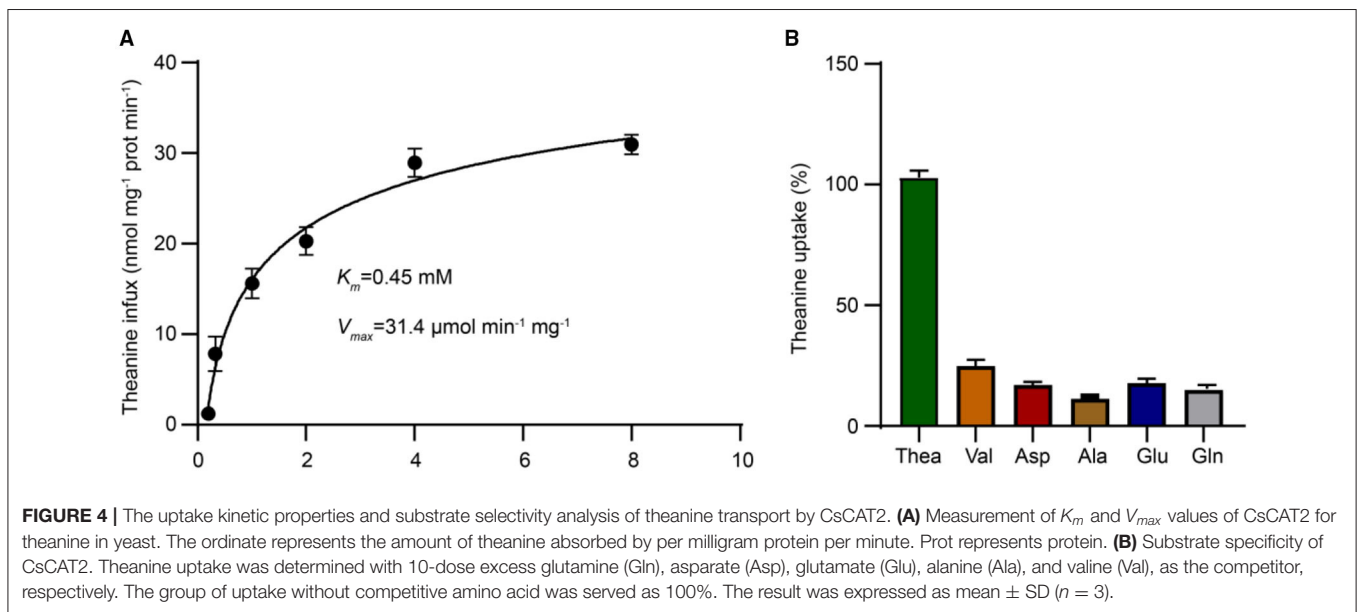 A
Theanine infux (nmol mg⁻¹ prot min⁻¹)
40
30
20
10
0
0 2 4 6 8 10
Km=0.45 mM
Vmax=31.4 μmol min⁻¹ mg⁻¹
B
Theanine uptake (%)
150
100
50
0
Thea Val Asp Ala Glu Gln
FIGURE 4 | The uptake kinetic properties and substrate selectivity analysis of theanine transport by CsCAT2. (A) Measurement of Km and Vmax values of CsCAT2 for
theanine in yeast. The ordinate represents the amount of theanine absorbed by per milligram protein per minute. Prot represents protein. (B) Substrate specificity of
CsCAT2. Theanine uptake was determined with 10-dose excess glutamine (Gln), asparate (Asp), glutamate (Glu), alanine (Ala), and valine (Val), as the competitor,
respectively. The group of uptake without competitive amino acid was served as 100%. The result was expressed as mean ± SD (n = 3).